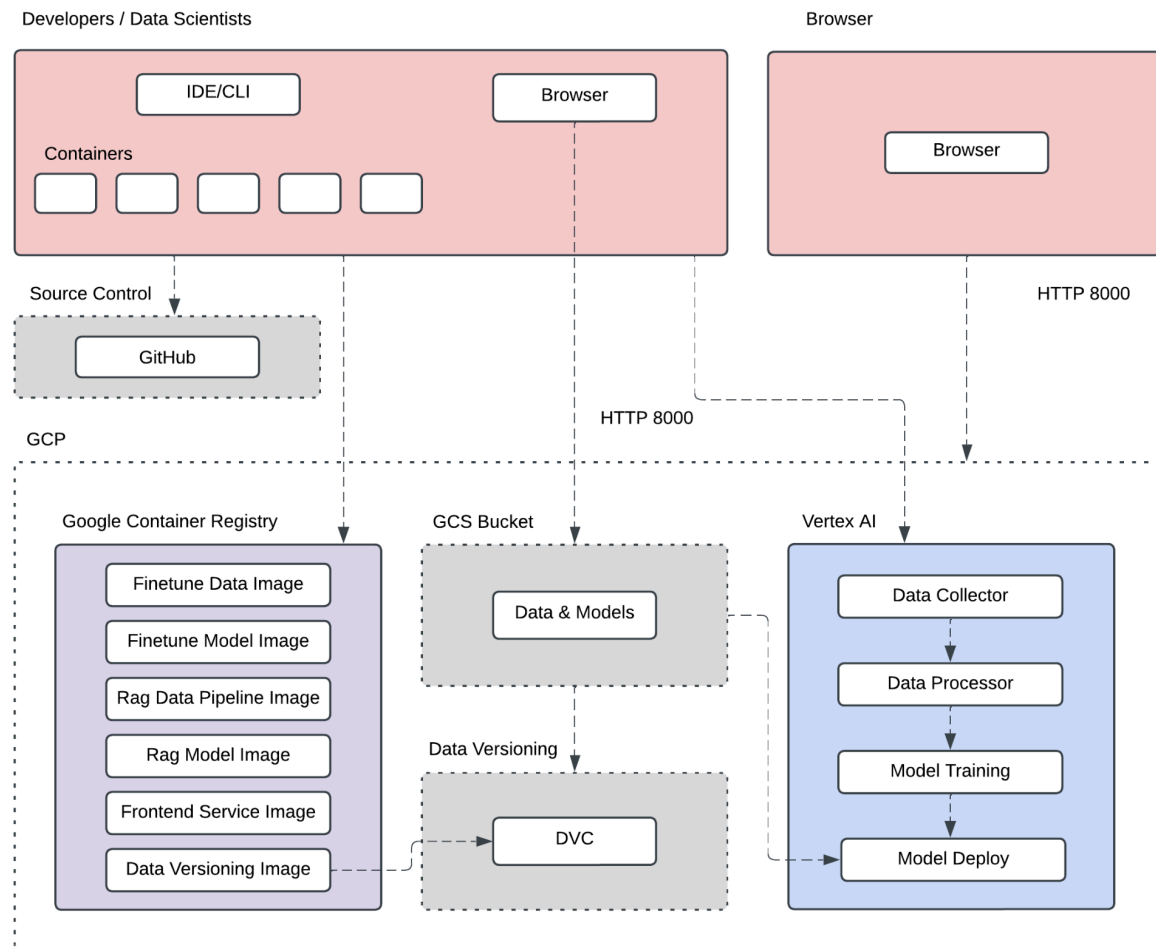 Developers / Data Scientists
Browser
IDE/CLI
Browser
Browser
Containers
Source Control
HTTP 8000
GitHub
HTTP 8000
GCP
Google Container Registry
GCS Bucket
Vertex AI
Finetune Data Image
Finetune Model Image
Rag Data Pipeline Image
Rag Model Image
Frontend Service Image
Data Versioning Image
Data & Models
Data Versioning
DVC
Data Collector
Data Processor
Model Training
Model Deploy